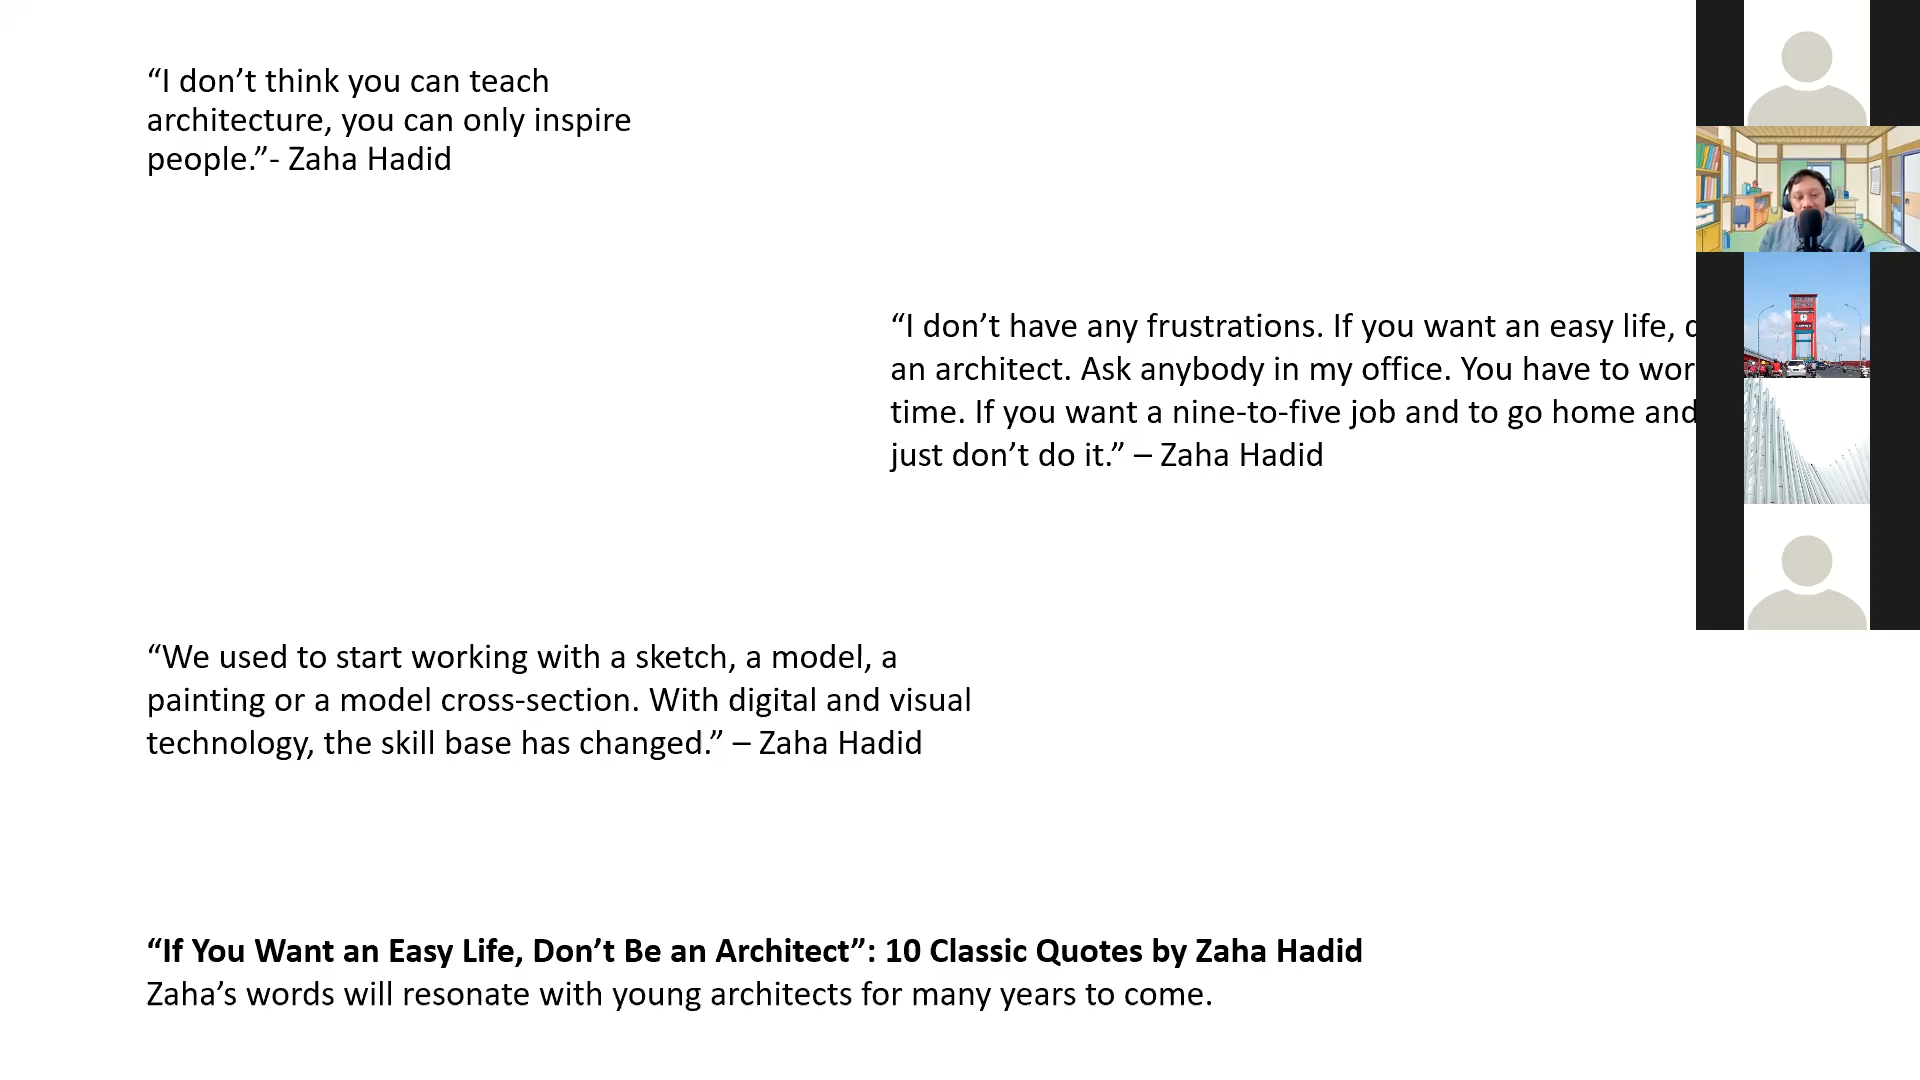 “I don’t think you can teach
architecture, you can only inspire
people.”- Zaha Hadid
“I don’t have any frustrations. If you want an easy life,
an architect. Ask anybody in my office. You have to
time. If you want a nine-to-five job and to go home and
just don’t do it.” – Zaha Hadid
“We used to start working with a sketch, a model, a
painting or a model cross-section. With digital and visual
technology, the skill base has changed.” – Zaha Hadid
“If You Want an Easy Life, Don’t Be an Architect”: 10 Classic Quotes by Zaha Hadid
Zaha’s words will resonate with young architects for many years to come.